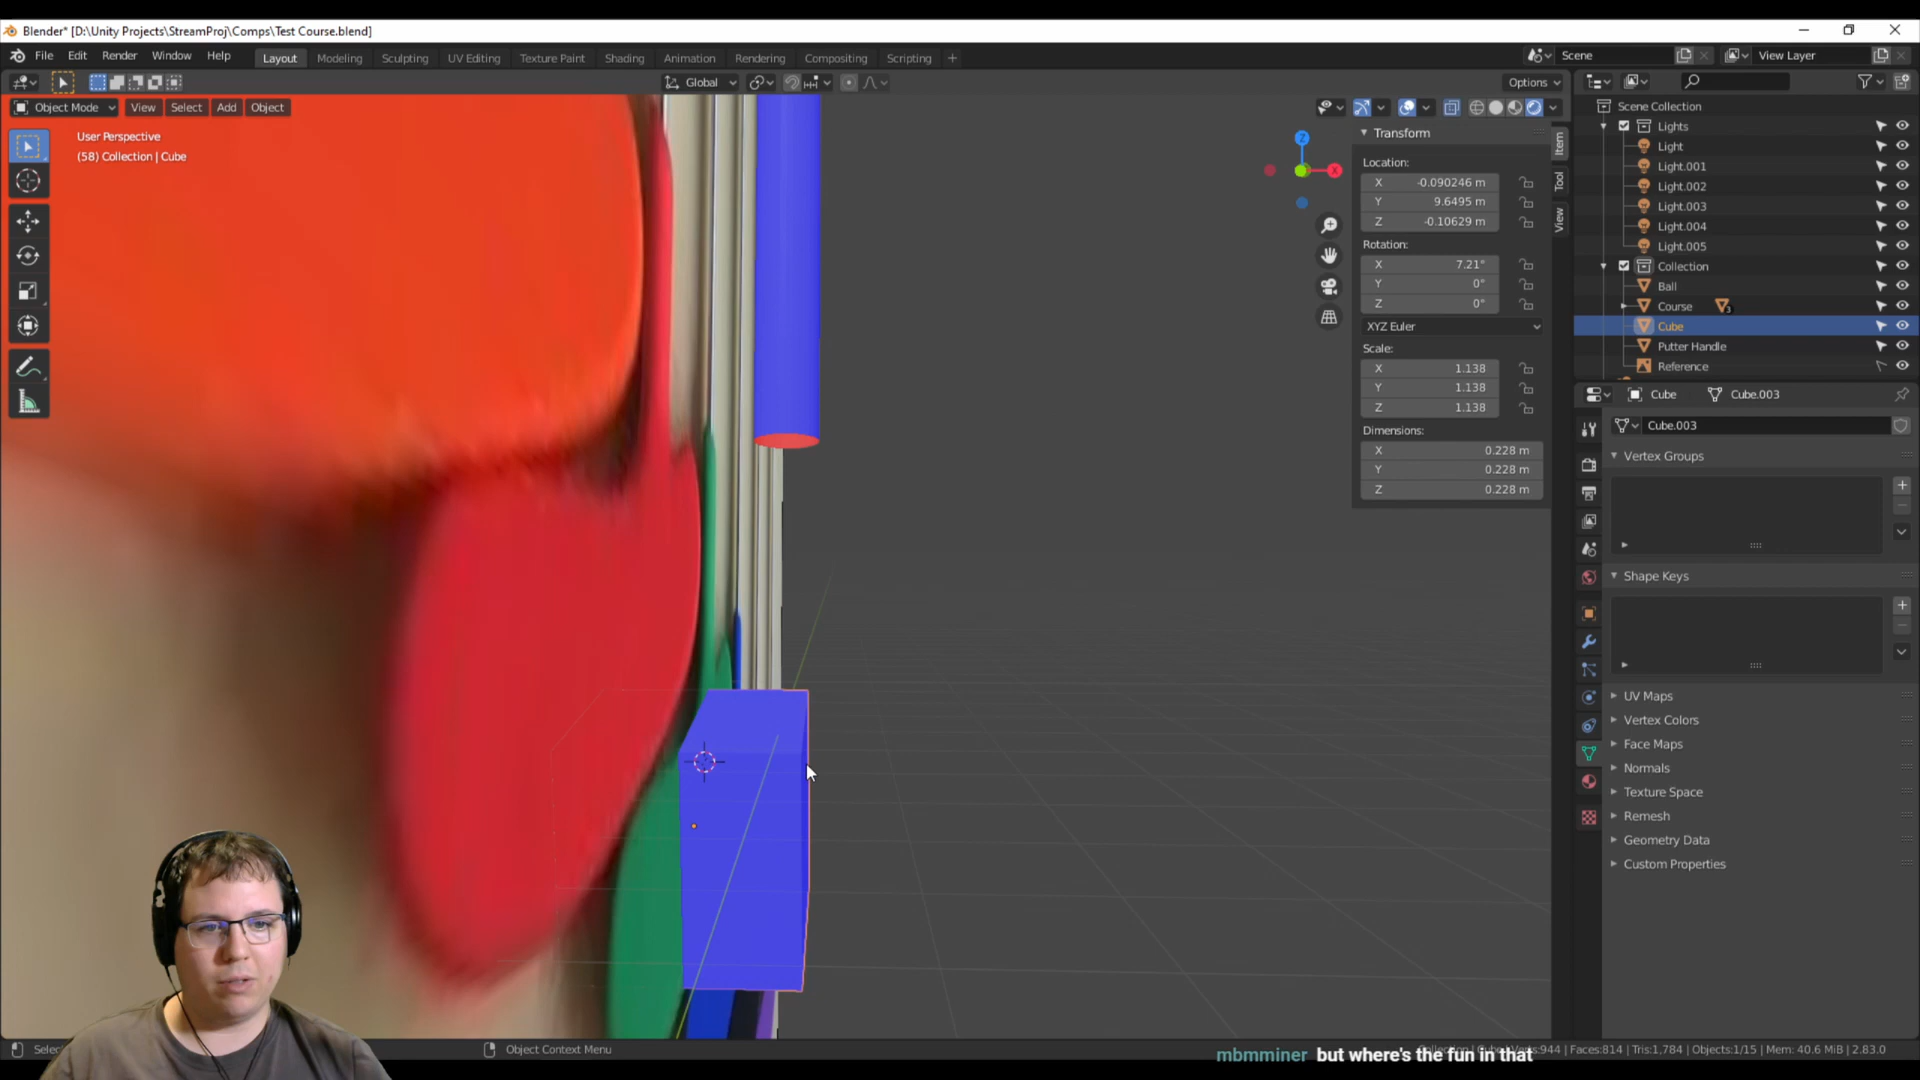 Blender* [D:\Unity Projects\StreamProj\Comps\Test Course.blend]
File Edit Render Window Help Layout Modeling Sculpting UV Editing Texture Paint Shading Animation Rendering Compositing Scripting + Scene View Layer
Global Options
Object Mode View Select Add Object
User Perspective
(58) Collection | Cube
Z
X
Item
Tool
View
Transform
Location:
X -0.090246 m
Y 9.6495 m
Z -0.10629 m
Rotation:
X 7.21°
Y 0°
Z 0°
XYZ Euler
Scale:
X 1.138
Y 1.138
Z 1.138
Dimensions:
X 0.228 m
Y 0.228 m
Z 0.228 m
Scene Collection
Lights
Light
Light.001
Light.002
Light.003
Light.004
Light.005
Collection
Ball
Course 3
Cube
Putter Handle
Reference
Cube Cube.003
Cube.003
Vertex Groups
Shape Keys
UV Maps
Vertex Colors
Face Maps
Normals
Texture Space
Remesh
Geometry Data
Custom Properties
Selec
Object Context Menu
Verts:944 | Faces:814 | Tris:1,784 | Objects:1/15 | Mem: 40.6 MiB | 2.83.0
mbmminer but where's the fun in that